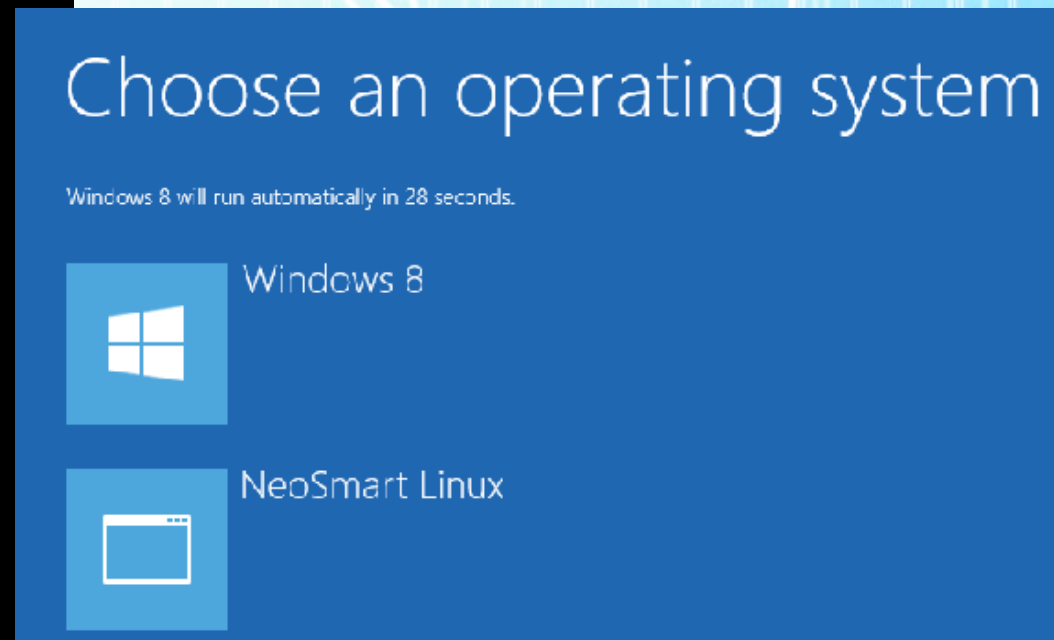 Choose an operating system
Windows 8 will run automatically in 28 seconds.
Windows 8
NeoSmart Linux